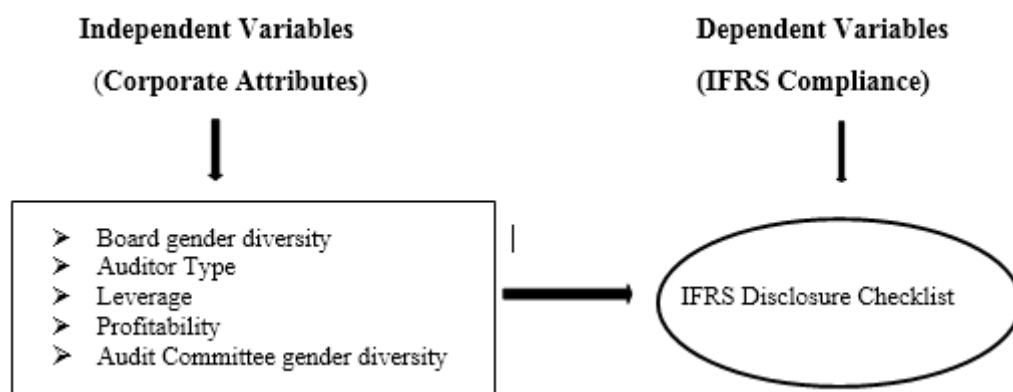 Independent Variables
(Corporate Attributes)
Dependent Variables
(IFRS Compliance)
➤ Board gender diversity
➤ Auditor Type
➤ Leverage
➤ Profitability
➤ Audit Committee gender diversity
IFRS Disclosure Checklist